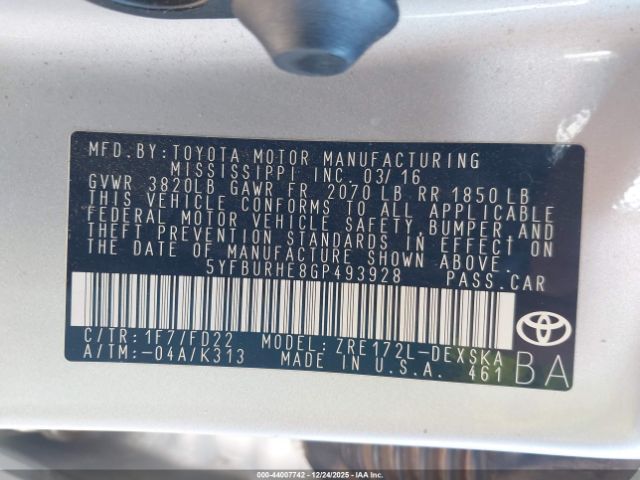 MFD.BY:TOYOTA MOTOR MANUFACTURING
MISSISSIPPI INC. 03/16
GVWR 3820LB GAWR FR 2070 LB RR 1850 LB
THIS VEHICLE CONFORMS TO ALL APPLICABLE
FEDERAL MOTOR VEHICLE SAFETY, BUMPER AND
THEFT PREVENTION STANDARDS IN EFFECT ON
THE DATE OF MANUFACTURE SHOWN ABOVE.
5YFBURHE8GP493928 PASS.CAR
C/TR: 1F7/FD22 MODEL: ZRE172L-DEXSKA
A/TM:-04A/K313 MADE IN U.S.A. 461
BA
000-44007742 - 12/24/2025 - IAAI.COM